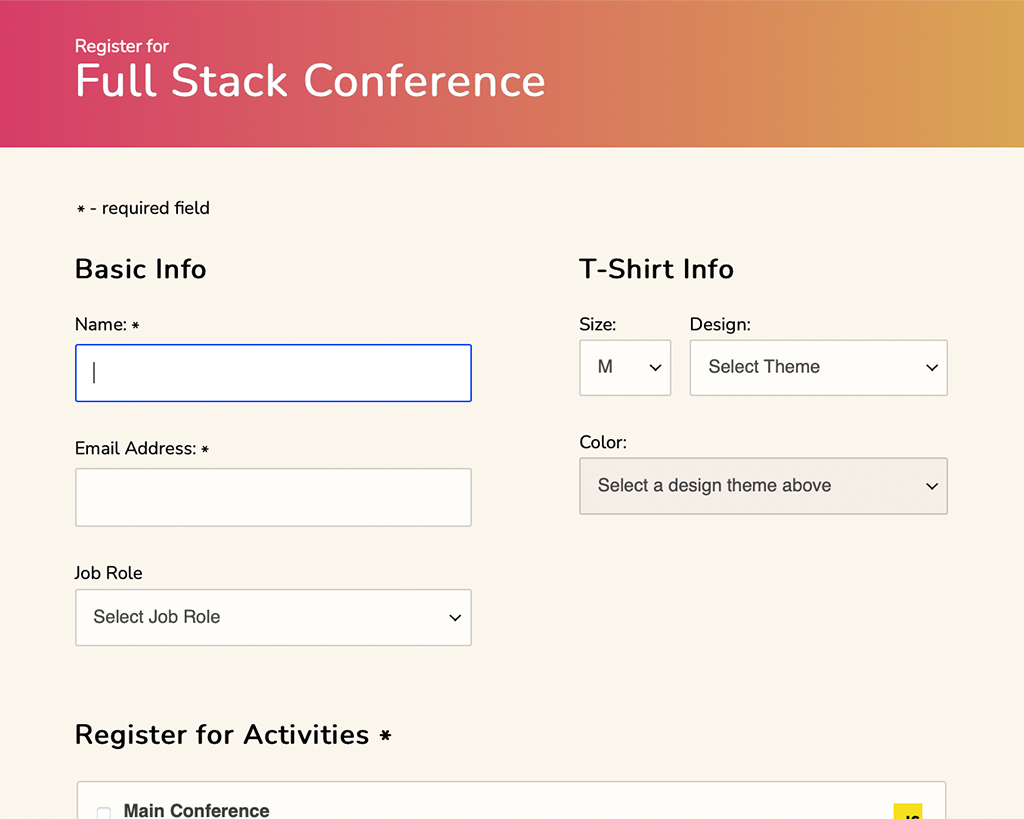 Register for
Full Stack Conference
* - required field
Basic Info
Name: *
Email Address: *
Job Role
Select Job Role
T-Shirt Info
Size:
Design:
M
Select Theme
Color:
Select a design theme above
Register for Activities *
Main Conference